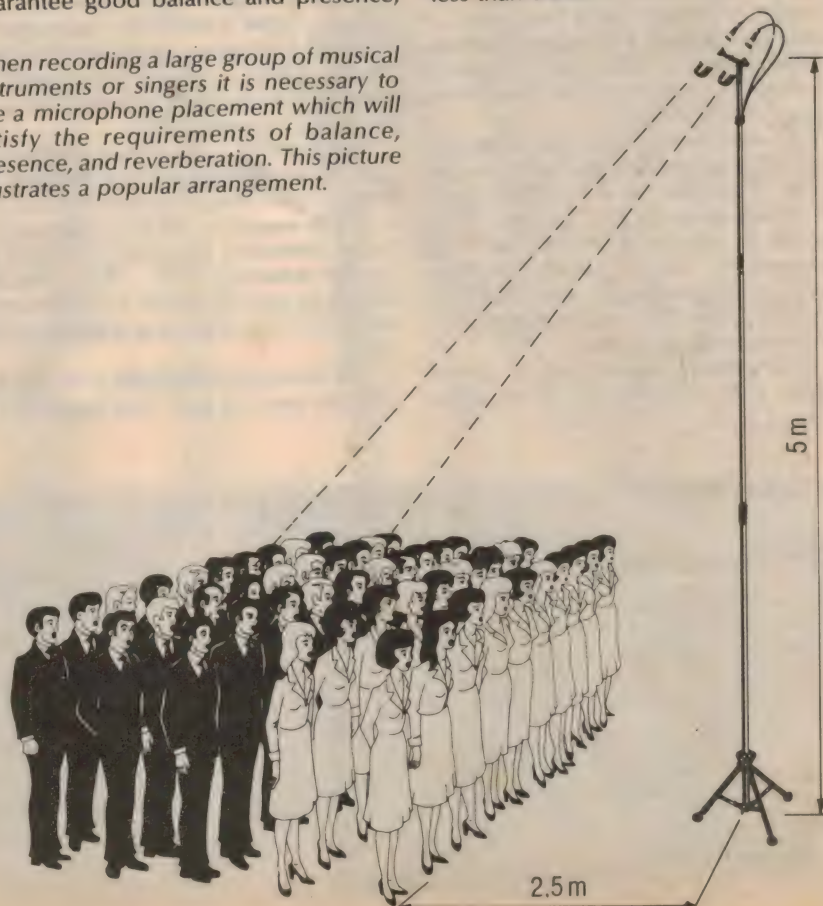 arantee good balance and presence,
hen recording a large group of musical
truments or singers it is necessary to
e a microphone placement which will
tisfy the requirements of balance,
esence, and reverberation. This picture
ustrates a popular arrangement.
5 m
2.5 m